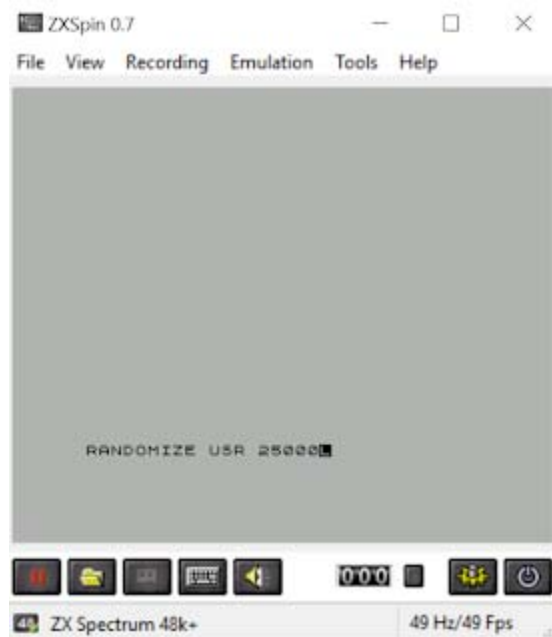 ZXSpin 0.7
File View Recording Emulation Tools Help
RANDOMIZE USR 25000L
000
ZX Spectrum 48k+ 49 Hz/49 Fps